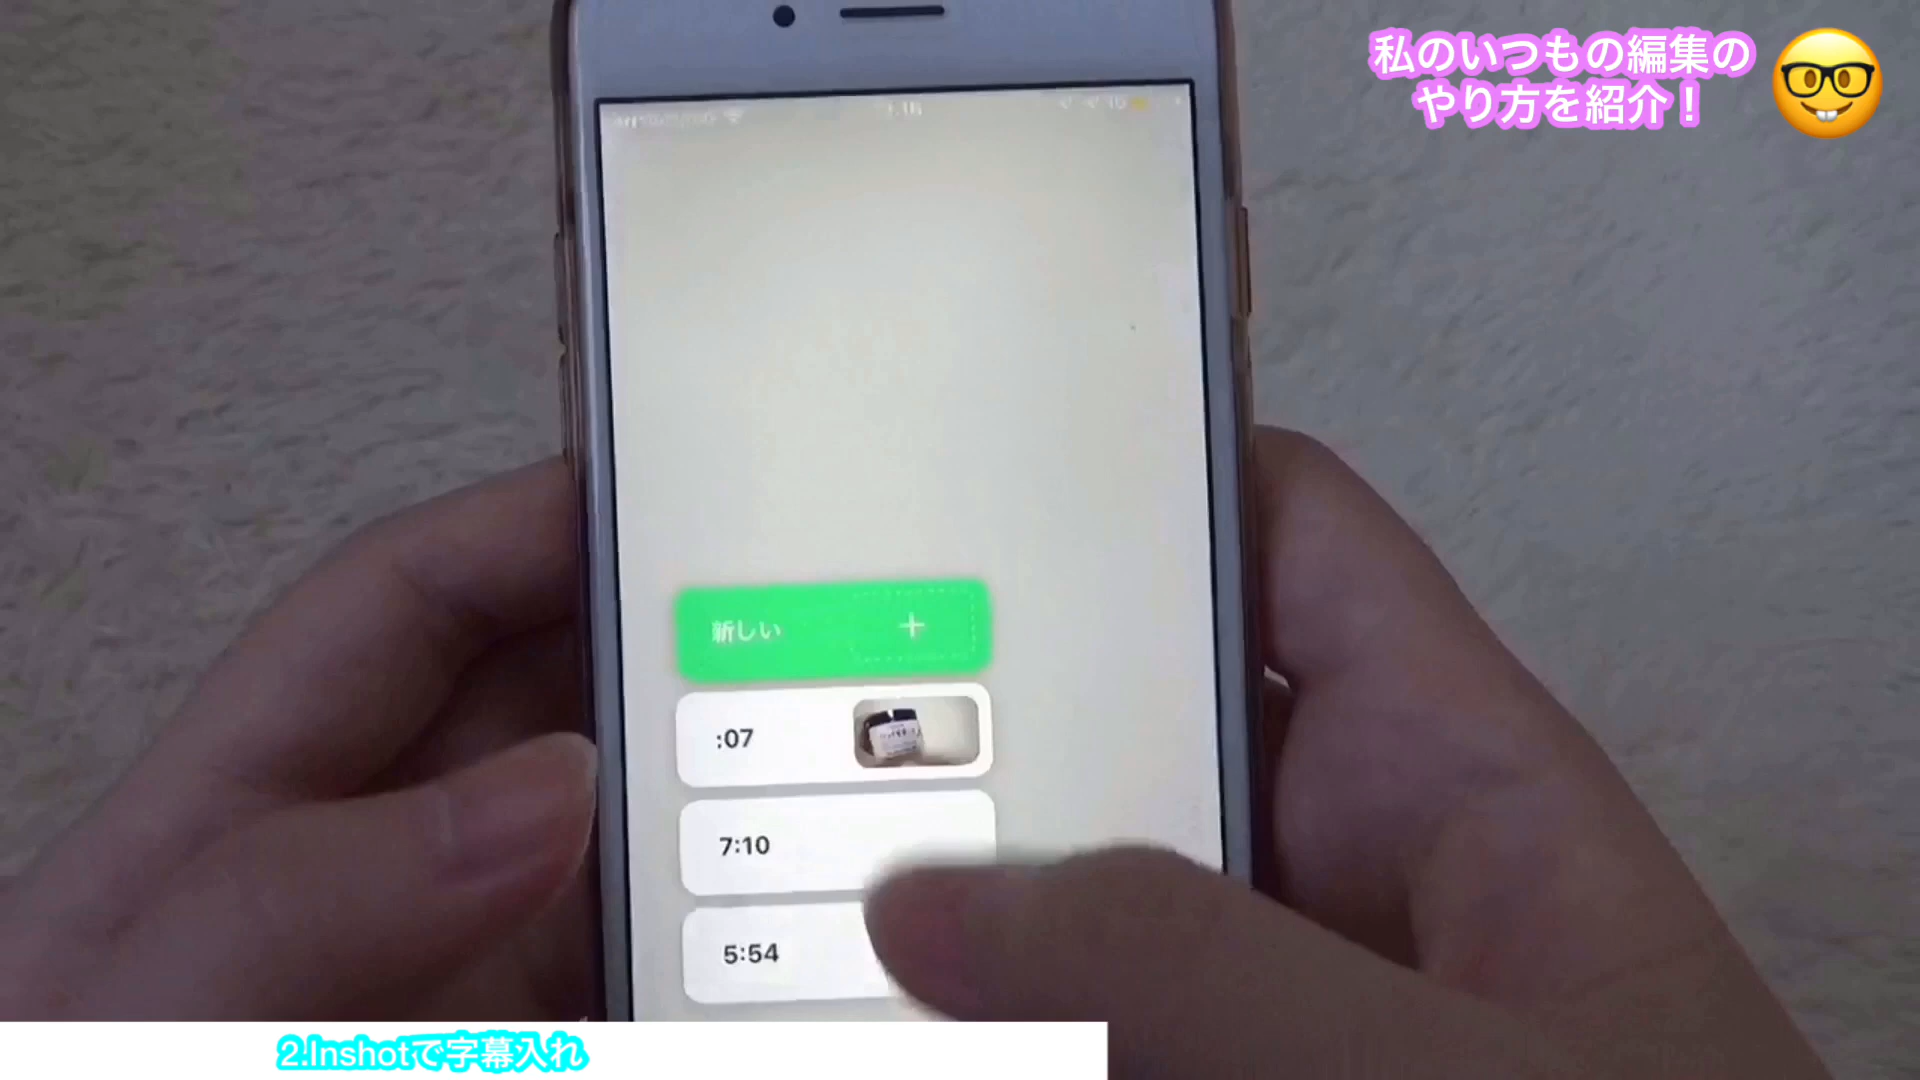 私のいつもの編集の
やり方を紹介！
新しい +
:07
7:10
5:54
2.Inshotで字幕入れ